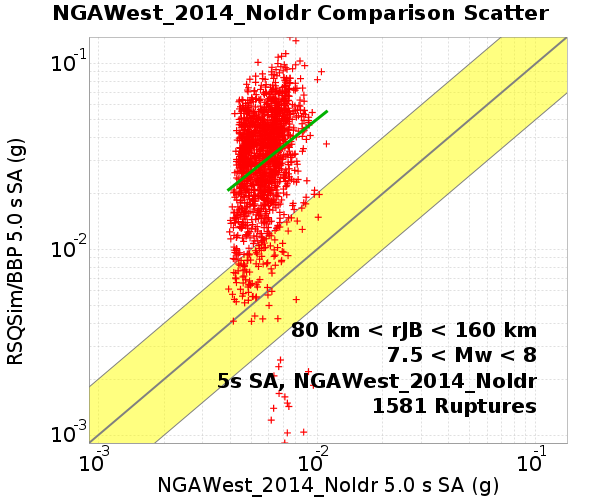 NGAWest_2014_NoIdr Comparison Scatter
10-1
10-2
10-3
RSQSim/BBP 5.0 s SA (g)
80 km < rJB < 160 km
7.5 < Mw < 8
5s SA, NGAWest_2014_NoIdr
1581 Ruptures
10-3 10-2 10-1
NGAWest_2014_NoIdr 5.0 s SA (g)